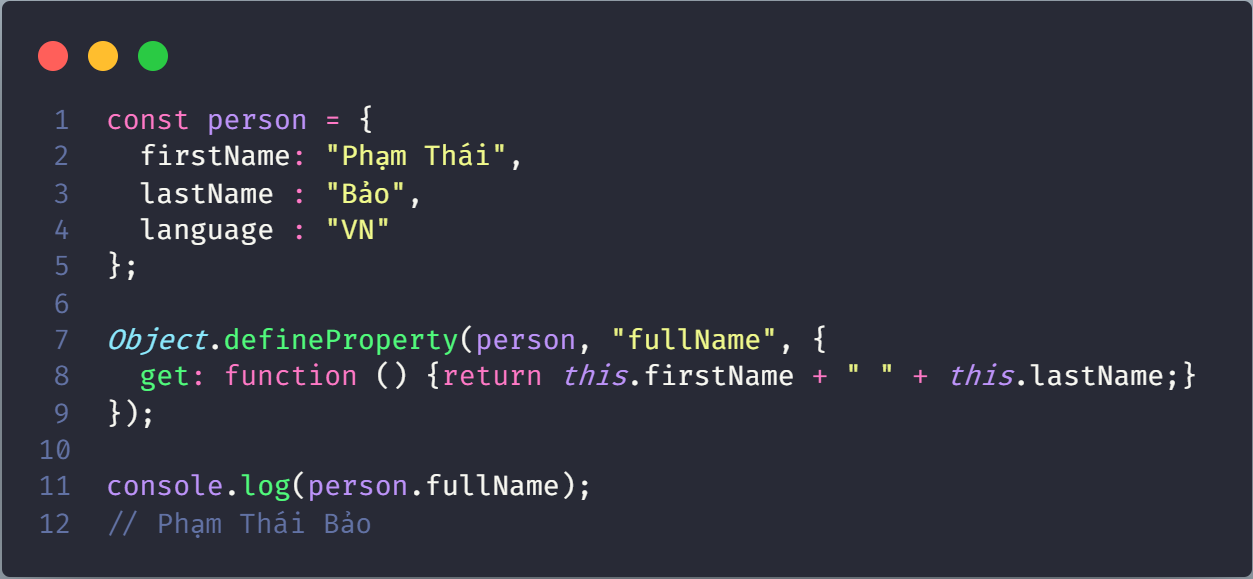 1 const person = {
2   firstName: "Phạm Thái",
3   lastName : "Bảo",
4   language : "VN"
5 };
6
7 Object.defineProperty(person, "fullName", {
8   get: function () {return this.firstName + " " + this.lastName;}
9 });
10
11 console.log(person.fullName);
12 // Phạm Thái Bảo